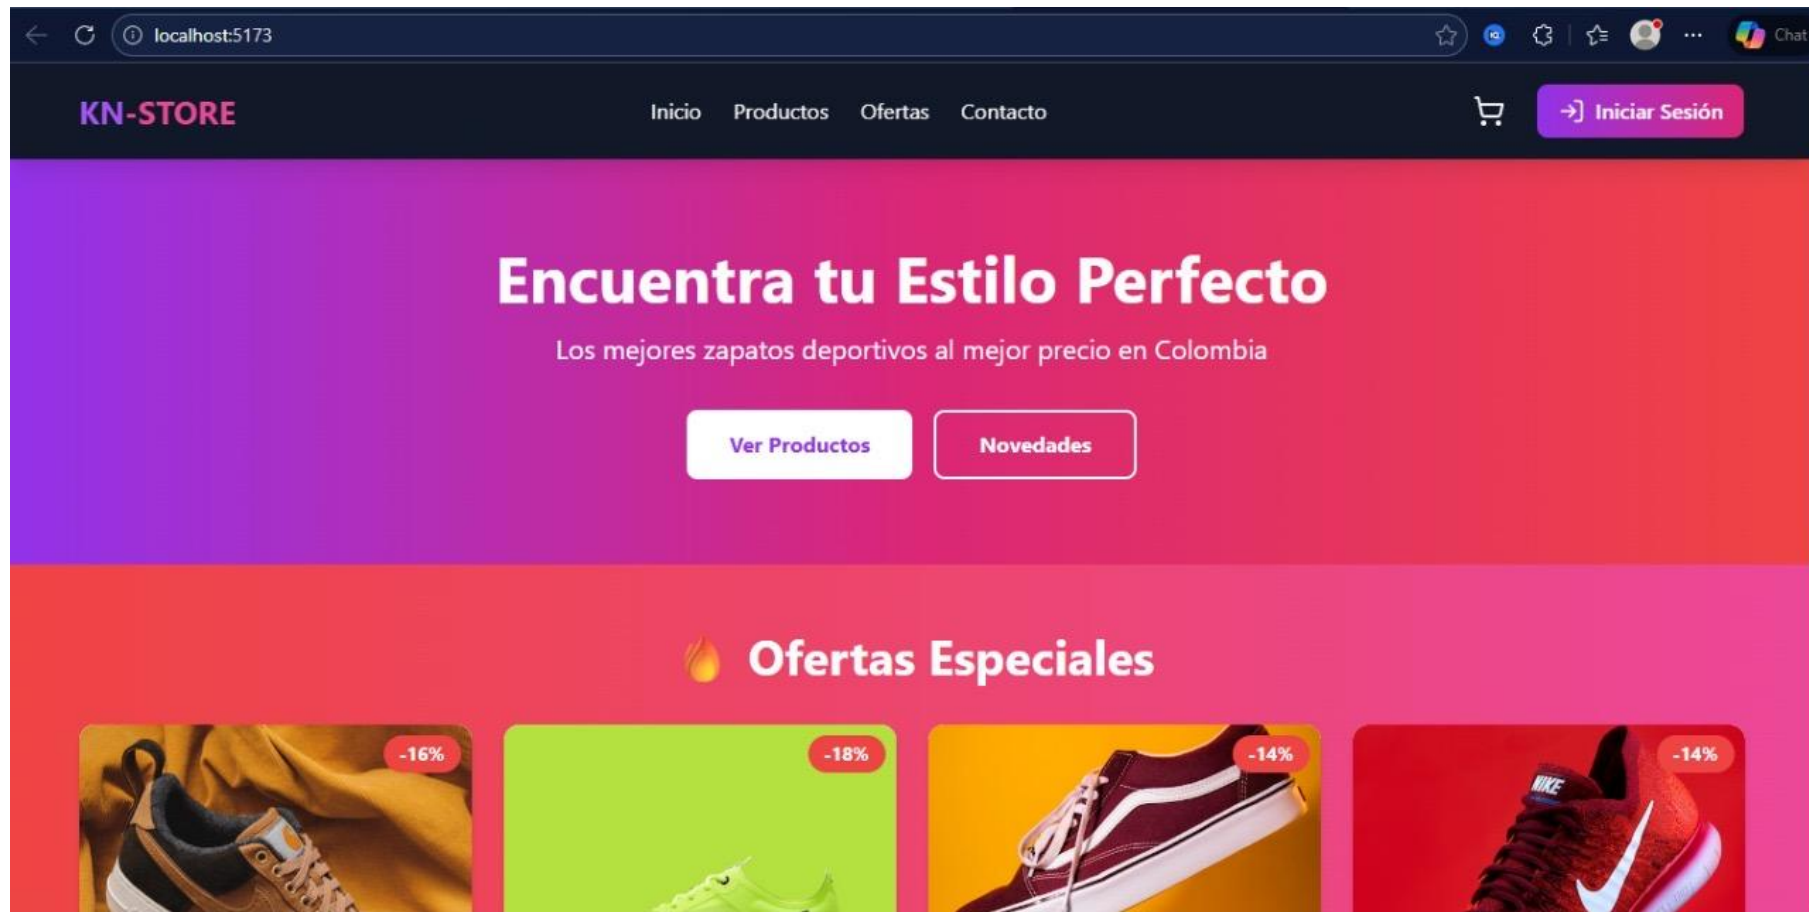 localhost:5173
Chat
KN-STORE
Inicio Productos Ofertas Contacto
Iniciar Sesión
Encuentra tu Estilo Perfecto
Los mejores zapatos deportivos al mejor precio en Colombia
Ver Productos Novedades
🔥 Ofertas Especiales
-16% -18% -14% -14%
NIKE